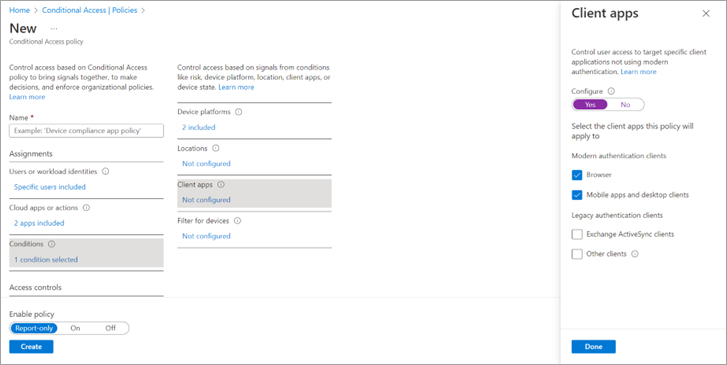 Home > Conditional Access | Policies >
New ...
Conditional Access policy
Control access based on Conditional Access
policy to bring signals together, to make
decisions, and enforce organizational policies.
Learn more
Name *
Example: 'Device compliance app policy'
Assignments
Users or workload identities
Specific users included
Cloud apps or actions
2 apps included
Conditions
1 condition selected
Access controls
Enable policy
Report-only On Off
Create
Control access based on signals from conditions
like risk, device platform, location, client apps, or
device state. Learn more
Device platforms
2 included
Locations
Not configured
Client apps
Not configured
Filter for devices
Not configured
Client apps
Control user access to target specific client
applications not using modern
authentication. Learn more
Configure
Yes No
Select the client apps this policy will
apply to
Modern authentication clients
Browser
Mobile apps and desktop clients
Legacy authentication clients
Exchange ActiveSync clients
Other clients
Done